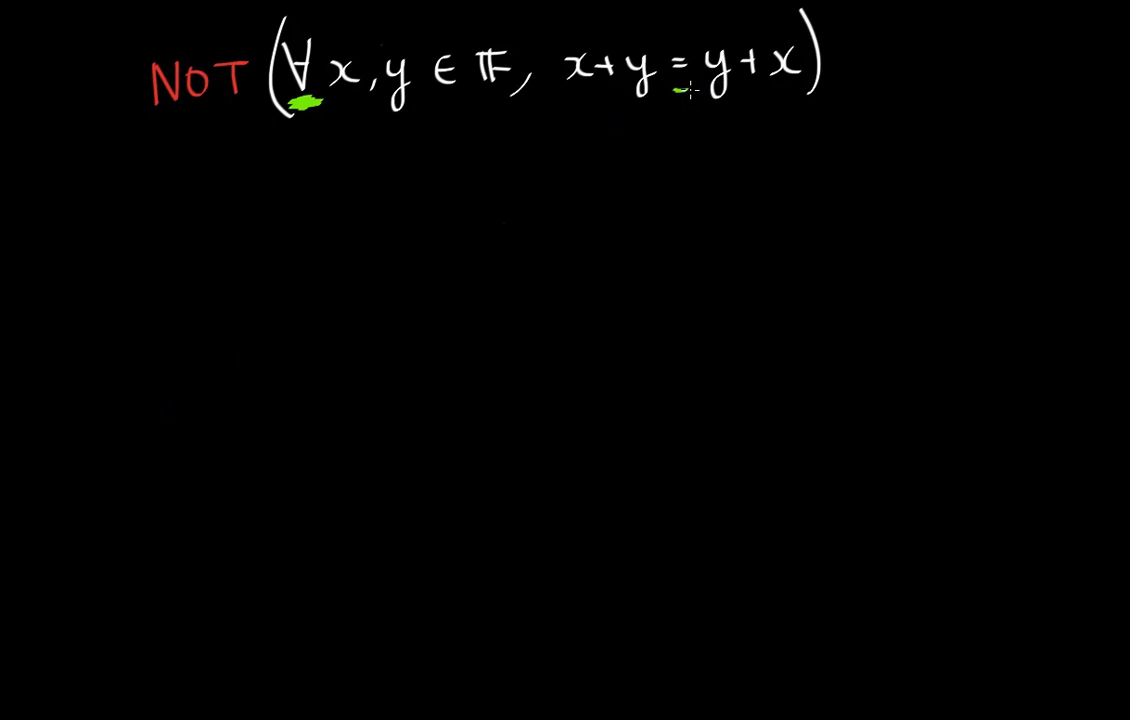 NOT (∀ x, y ∈ 𝔽, x+y = y+x)